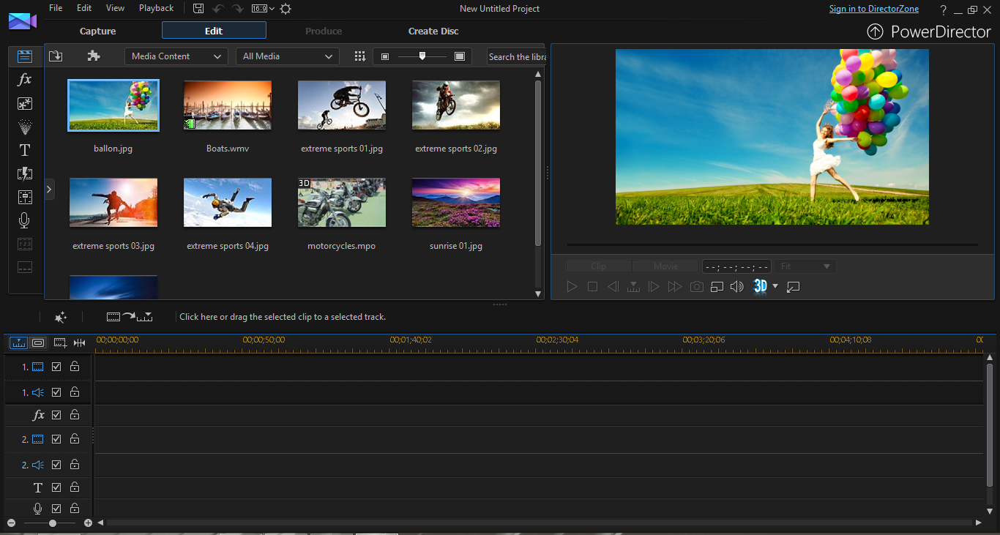 File Edit View Playback 16:9 New Untitled Project Sign in to DirectorZone ?
Capture Edit Produce Create Disc PowerDirector
Media Content All Media Search the libra
ballon.jpg Boats.wmv extreme sports 01.jpg extreme sports 02.jpg
3D
extreme sports 03.jpg extreme sports 04.jpg motorcycles.mpo sunrise 01.jpg
fx
T
123
Clip Movie --;--;--;-- Fit
3D
Click here or drag the selected clip to a selected track.
00;00;00;00 00;00;50;00 00;01;40;02 00;02;30;04 00;03;20;06 00;04;10;08 00
1.
1.
fx
2.
2.
T